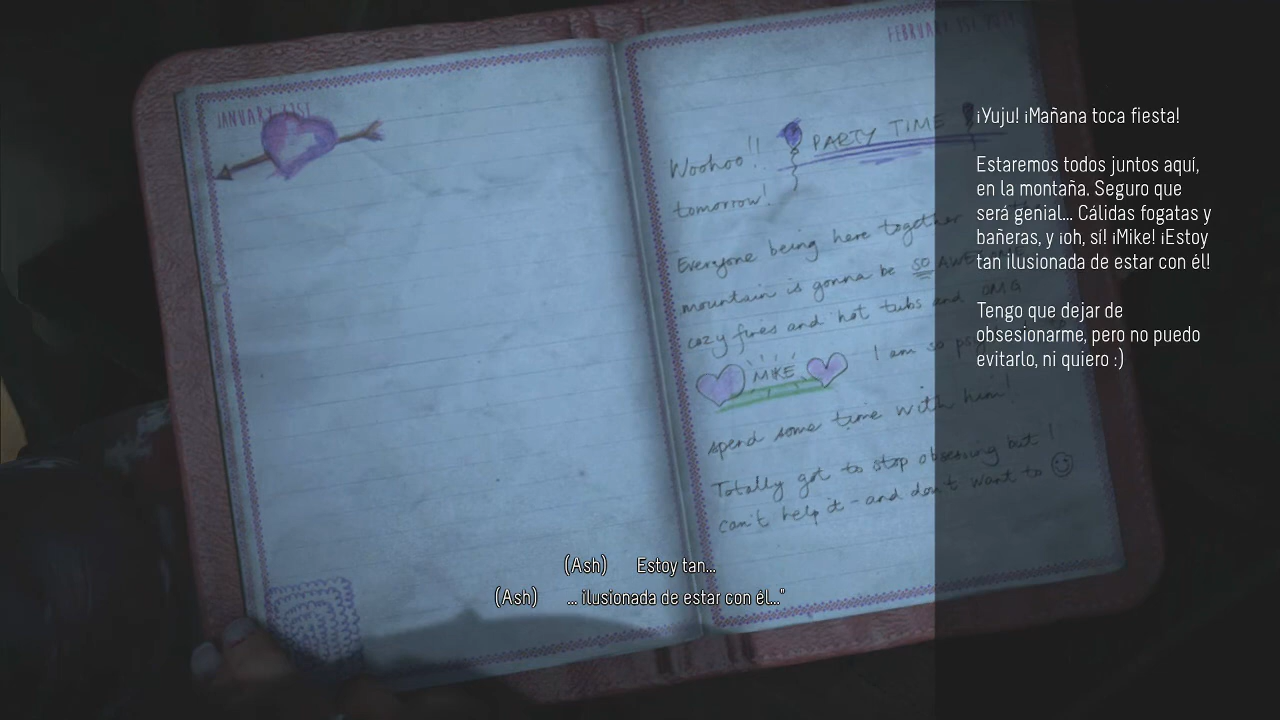 JANUARY 31ST
FEBRUARY 1ST
Woohoo!! PARTY TIME
tomorrow!
Everyone being here together
mountain is gonna be SO AWESOME
cozy fires and hot tubs and OMG
MIKE I am so
spend some time with him!
Totally got to stop obsessing but I
can't help it - and don't want to
¡Yuju! ¡Mañana toca fiesta!
Estaremos todos juntos aquí,
en la montaña. Seguro que
será genial... Cálidas fogatas y
bañeras, y ¡oh, sí! ¡Mike! ¡Estoy
tan ilusionada de estar con él!
Tengo que dejar de
obsesionarme, pero no puedo
evitarlo, ni quiero :)
(Ash) Estoy tan...
(Ash) ... ilusionada de estar con él..."